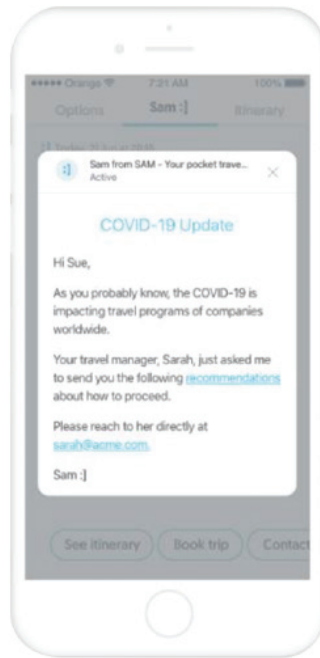 Orange 7:21 AM 100%
Options Sam :] Itinerary
:]
Sam from SAM - Your pocket trave...
Active
COVID-19 Update
Hi Sue,
As you probably know, the COVID-19 is
impacting travel programs of companies
worldwide.
Your travel manager, Sarah, just asked me
to send you the following recommendations
about how to proceed.
Please reach to her directly at
sarah@acme.com.
Sam :]
See itinerary Book trip Contact